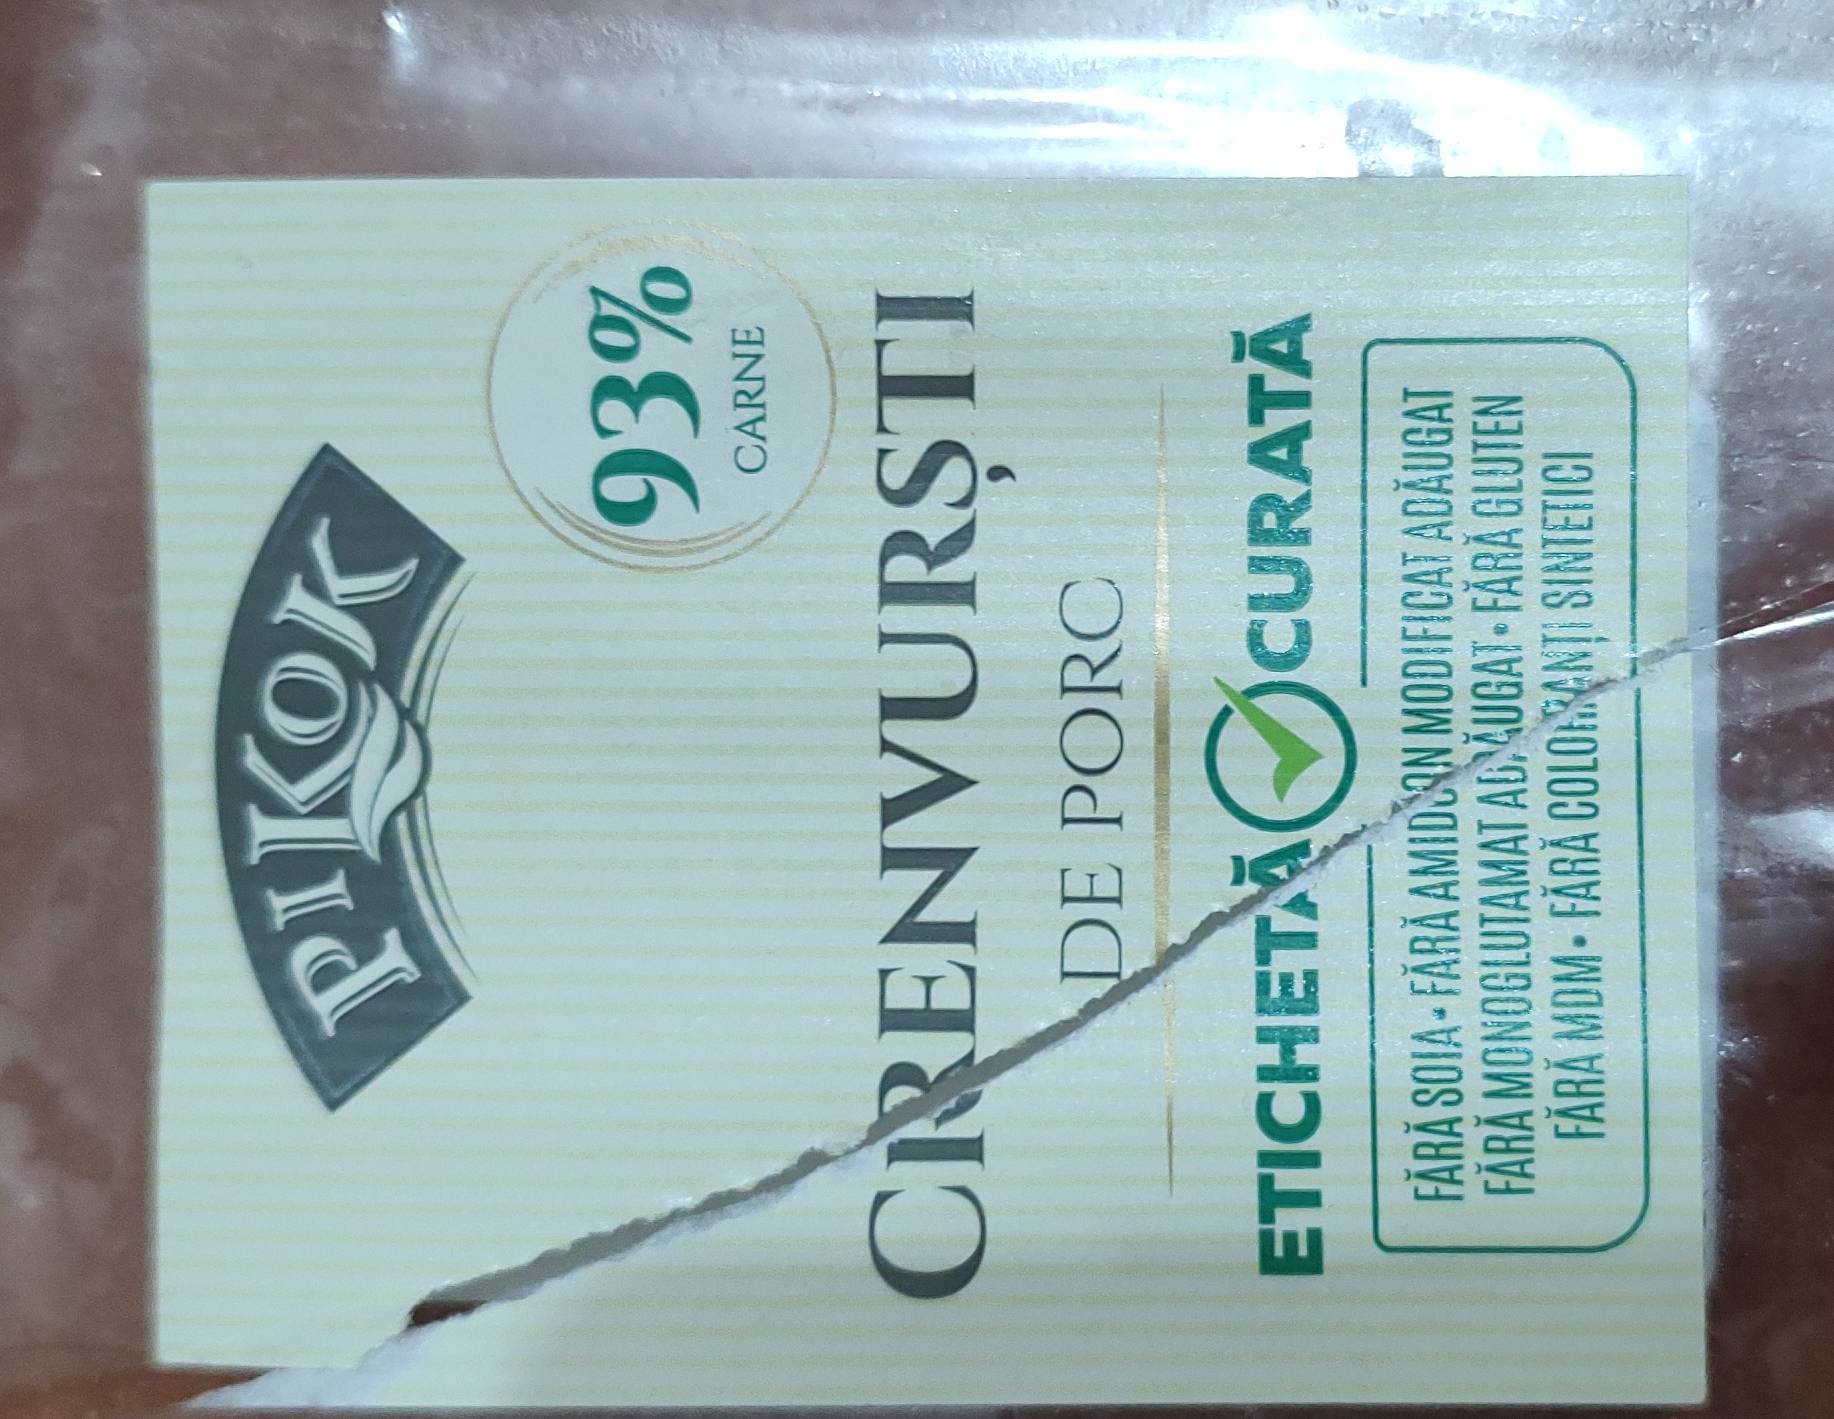 PIKOK
93%
CARNE
CRENVURȘTI
DE PORC
ETICHETĂ CURATĂ
FĂRĂ SOIA • FĂRĂ AMIDON MODIFICAT ADĂUGAT
FĂRĂ MONOGLUTAMAT ADĂUGAT • FĂRĂ GLUTEN
FĂRĂ MDM • FĂRĂ COLORANȚI SINTETICI